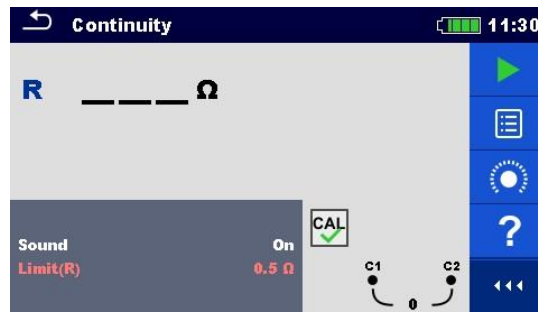 Continuity 11:30
R ___ Ω
Sound On
Limit(R) 0.5 Ω
CAL
?
C1 C2
0